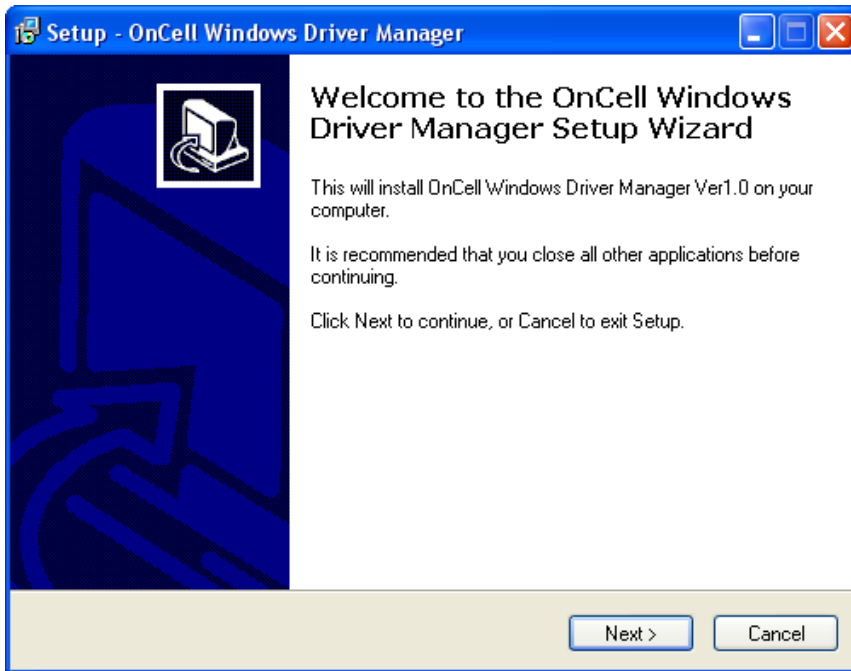 Setup - OnCell Windows Driver Manager
Welcome to the OnCell Windows
Driver Manager Setup Wizard
This will install OnCell Windows Driver Manager Ver1.0 on your
computer.
It is recommended that you close all other applications before
continuing.
Click Next to continue, or Cancel to exit Setup.
Next >
Cancel